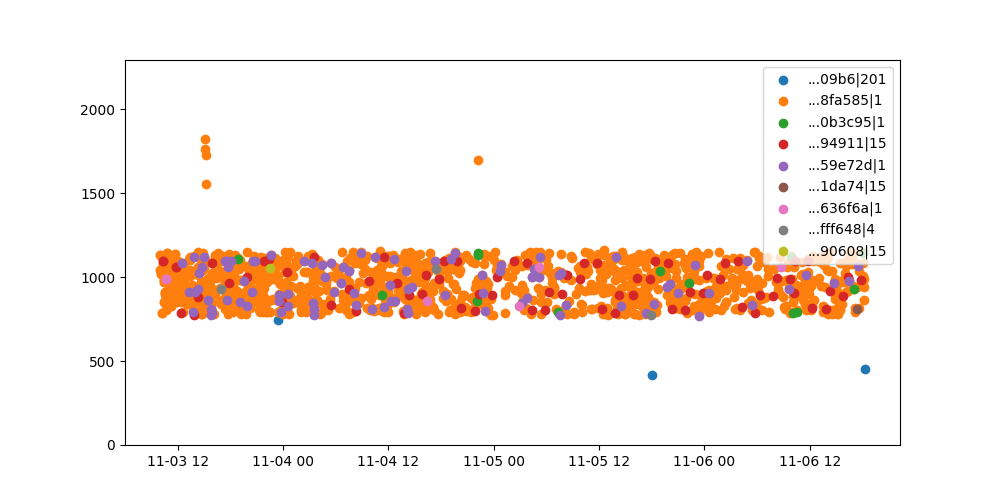 2000
1500
1000
500
0
11-03 12
11-04 00
11-04 12
11-05 00
11-05 12
11-06 00
11-06 12
...09b6|201
...8fa585|1
...0b3c95|1
...94911|15
...59e72d|1
...1da74|15
...636f6a|1
...fff648|4
...90608|15